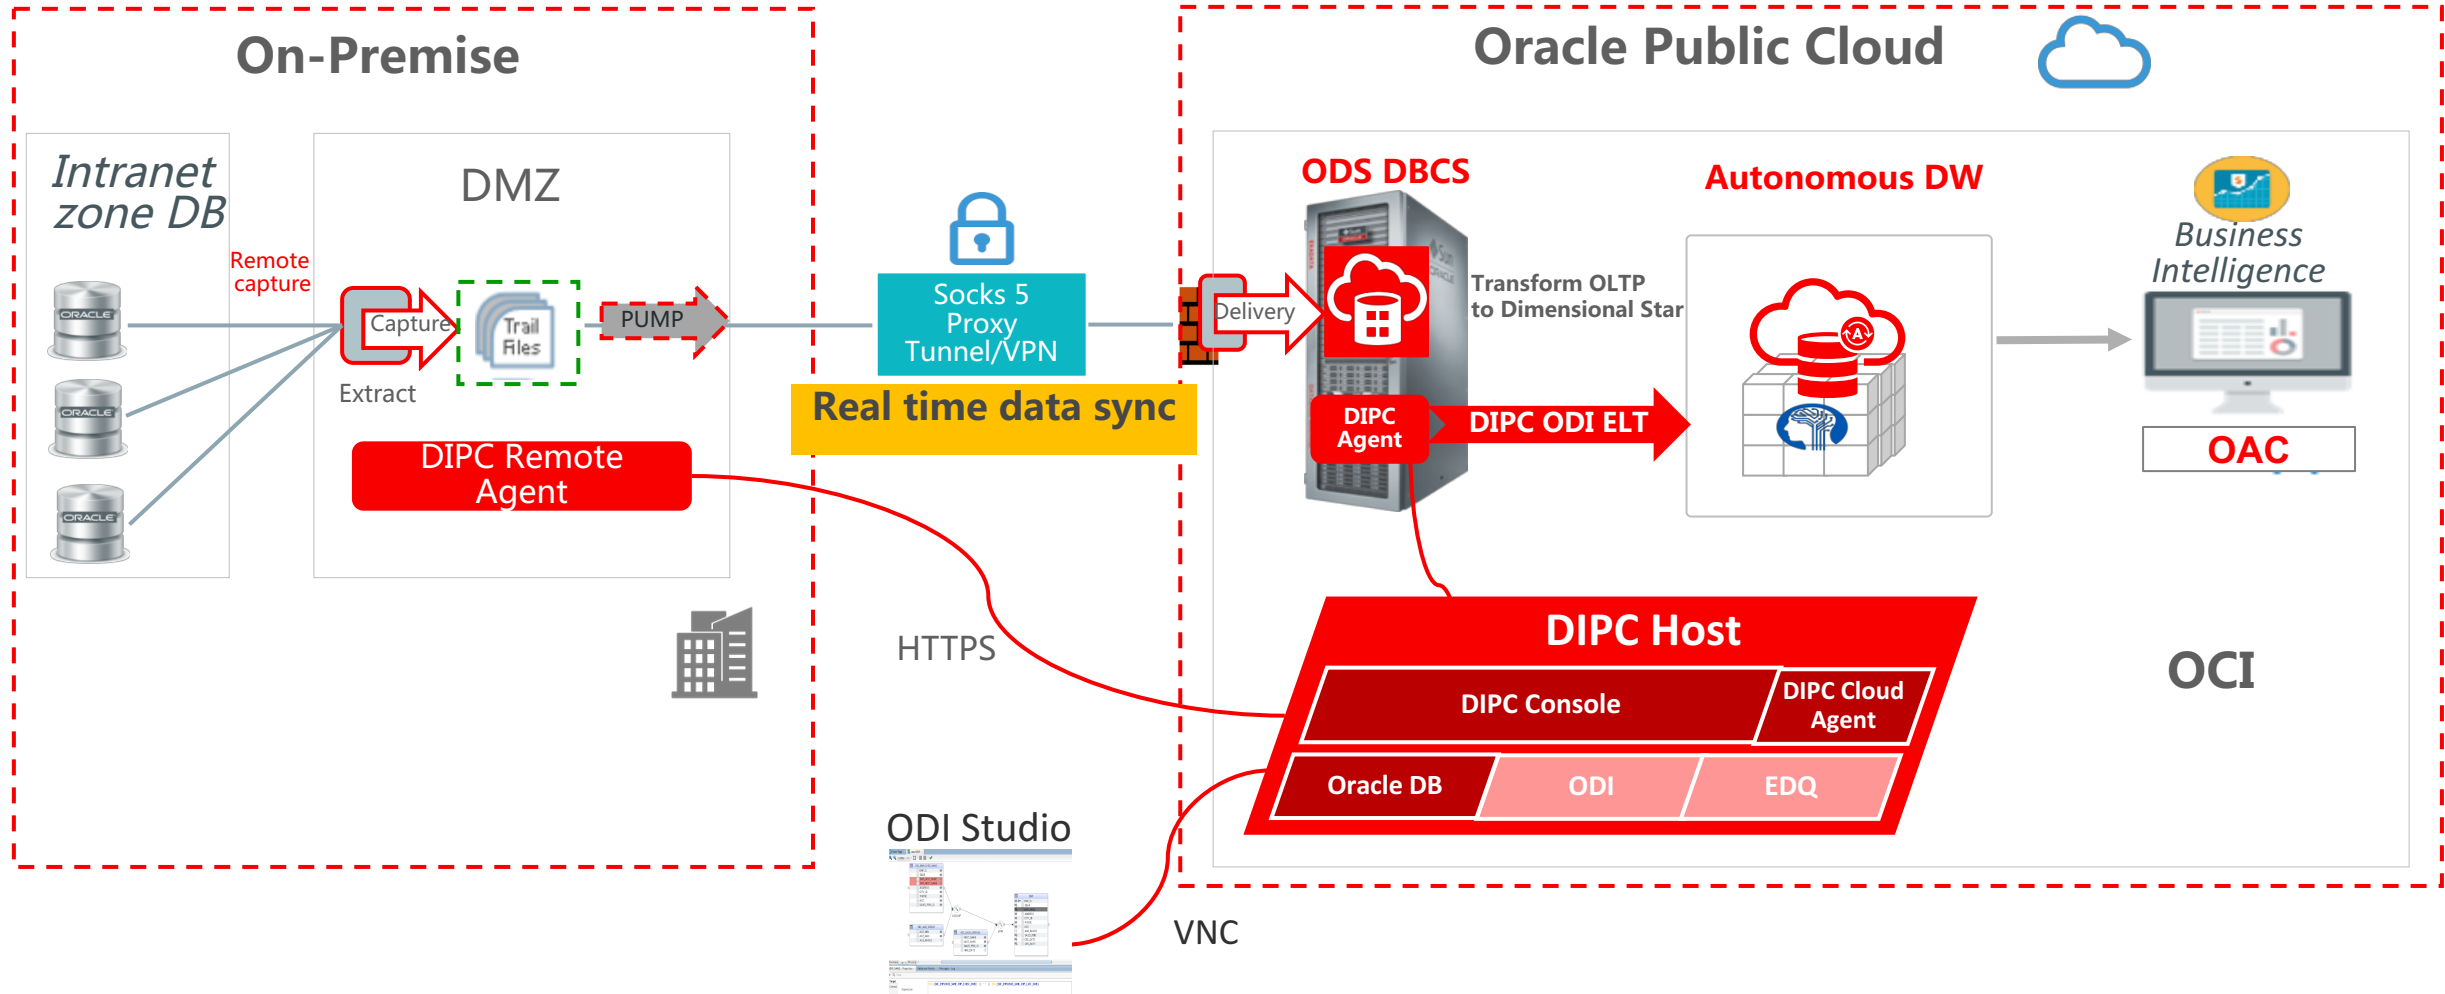 On-Premise
Oracle Public Cloud
Intranet
zone DB
DMZ
ODS DBCS
Autonomous DW
Business
Intelligence
Remote
capture
ORACLE
ORACLE
ORACLE
Capture
Extract
Trail
Files
PUMP
Socks 5
Proxy
Tunnel/VPN
Real time data sync
Delivery
Sun
ORACLE
Transform OLTP
to Dimensional Star
A
DIPC
Agent
DIPC ODI ELT
OAC
DIPC Remote
Agent
HTTPS
DIPC Host
DIPC Console
DIPC Cloud
Agent
Oracle DB
ODI
EDQ
OCI
ODI Studio
VNC